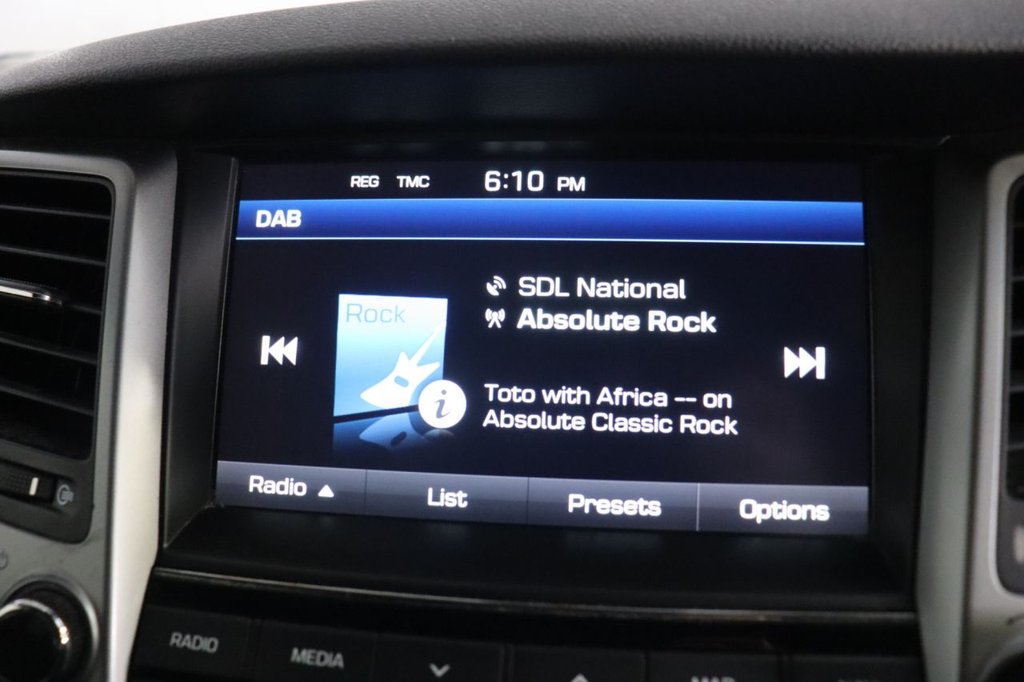 REG TMC 6:10 PM
DAB
SDL National
Absolute Rock
Rock
i
Toto with Africa -- on
Absolute Classic Rock
Radio ▲ List Presets Options
RADIO MEDIA MAP